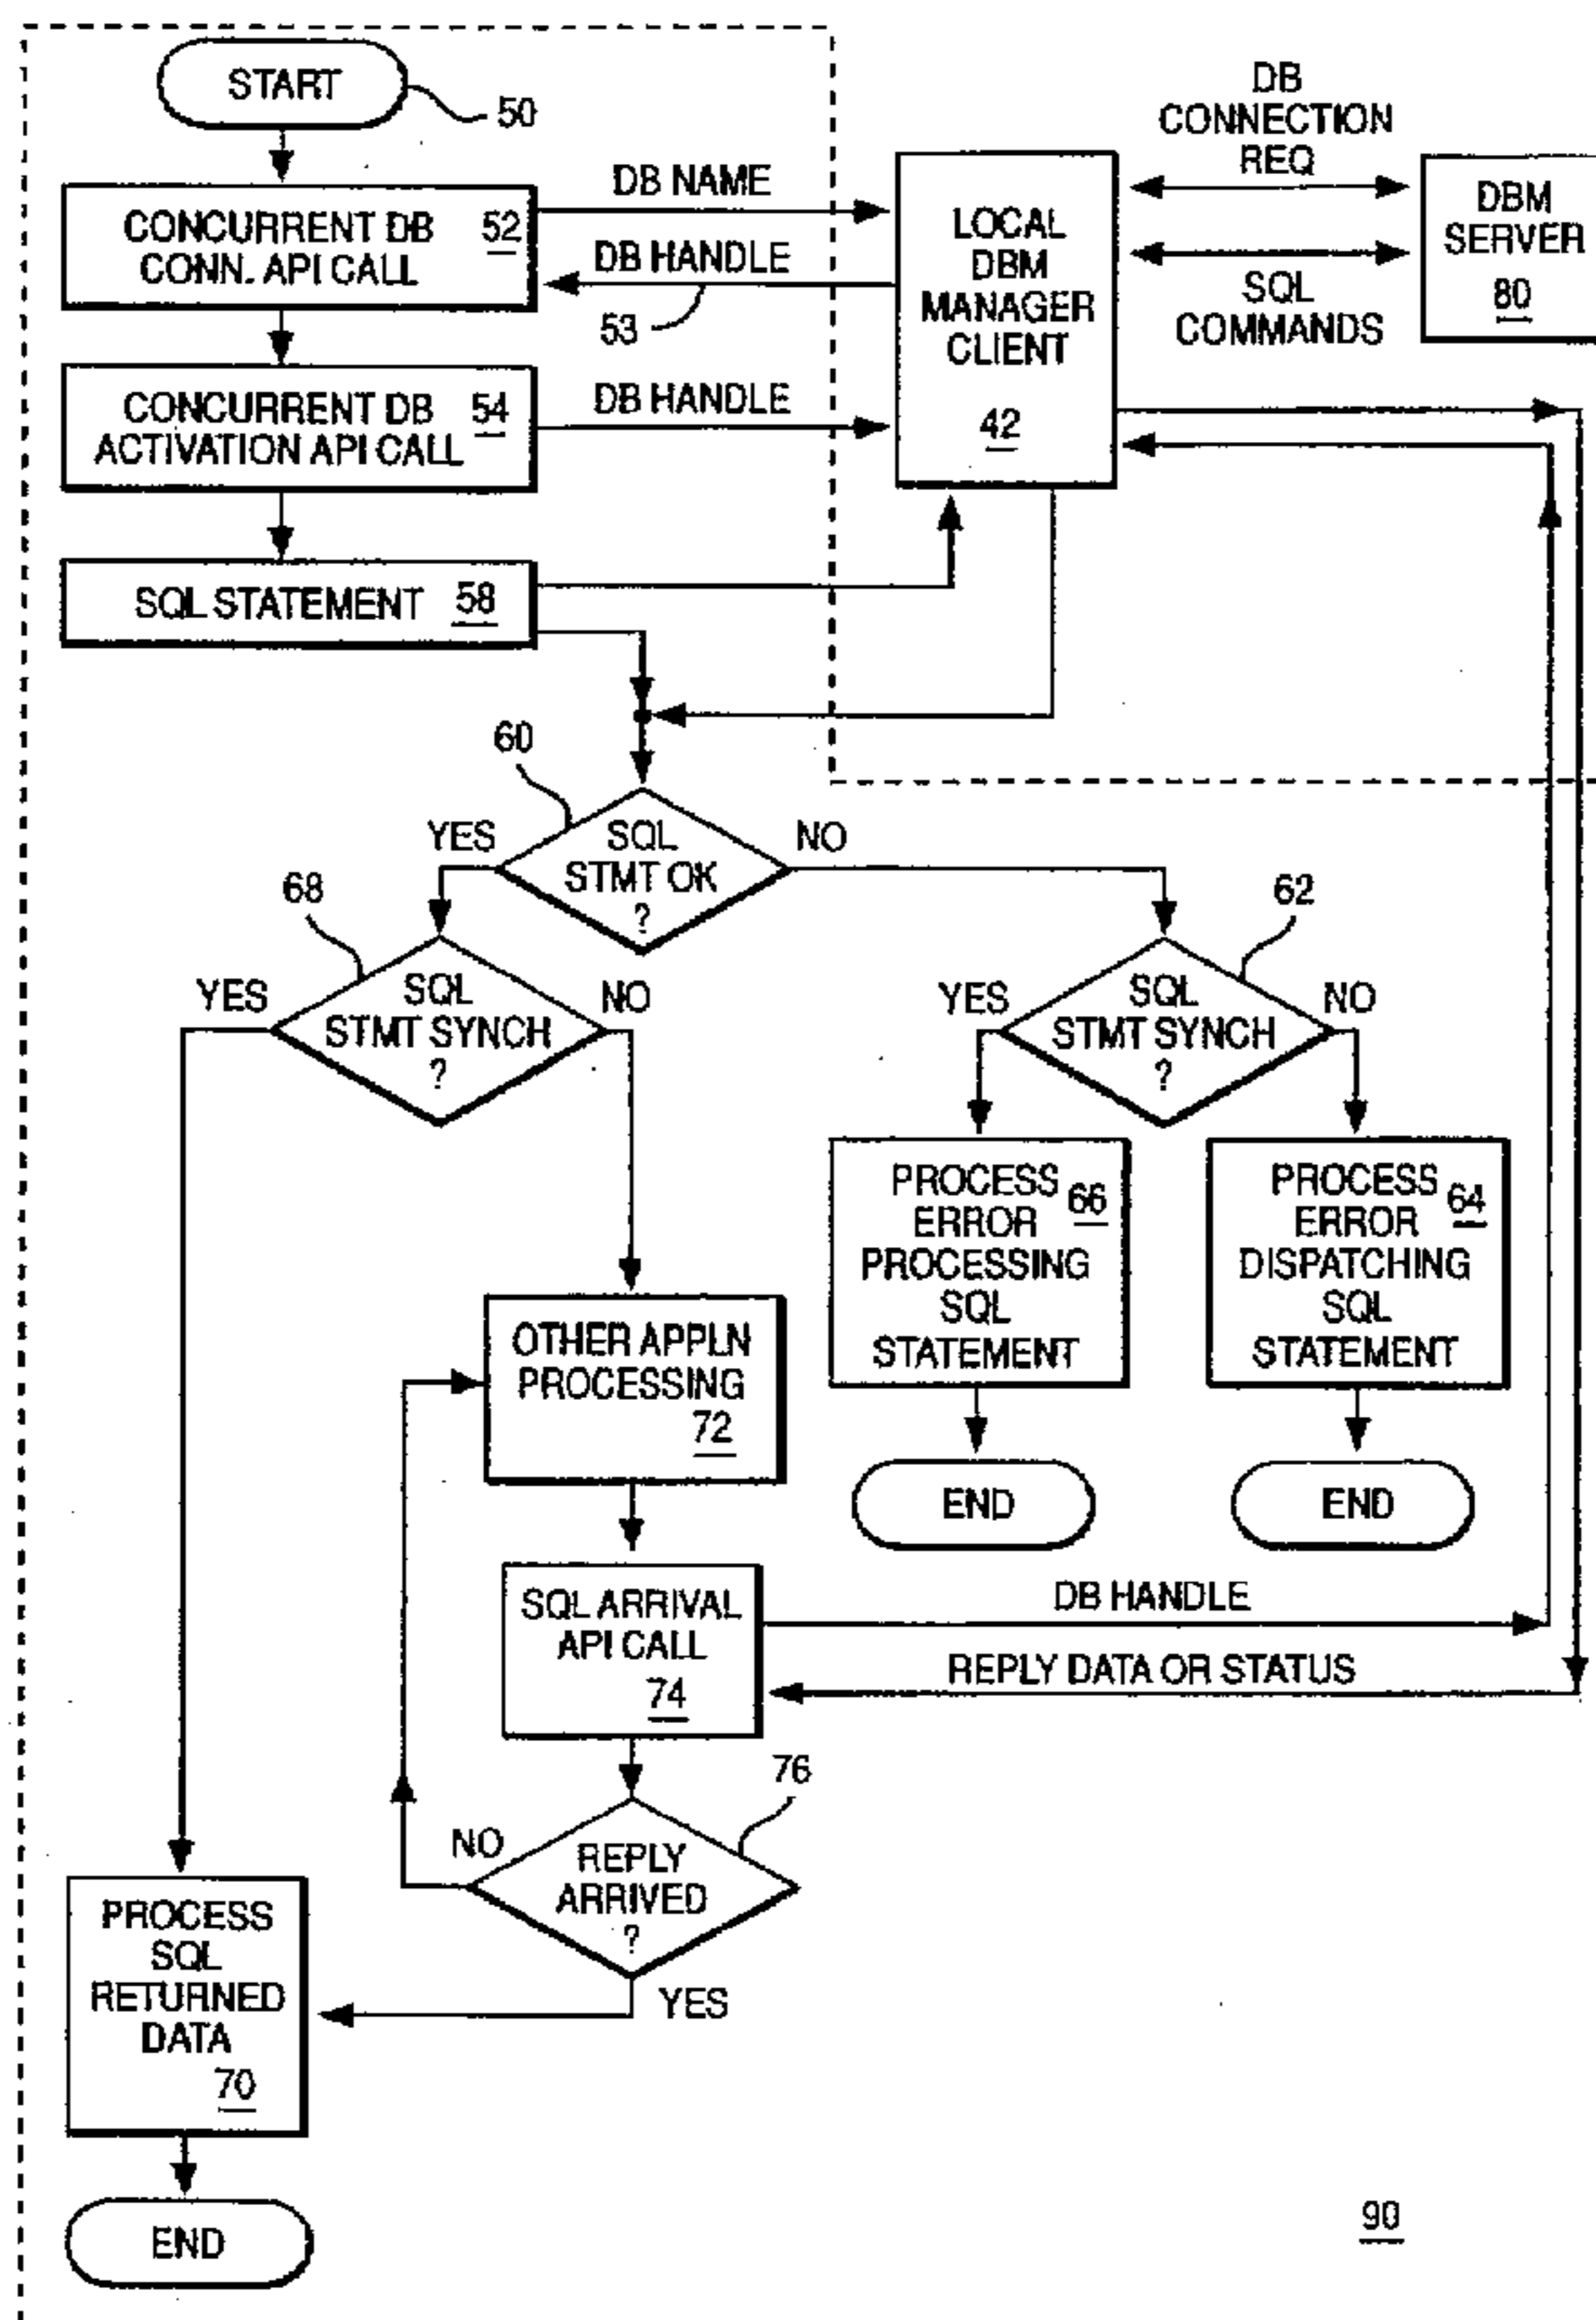 START
50
DB
CONNECTION
REQ
DB NAME
CONCURRENT DB
CONN. API CALL
52
LOCAL
DBM
MANAGER
CLIENT
42
DBM
SERVER
80
DB HANDLE
53
SQL
COMMANDS
CONCURRENT DB
ACTIVATION API CALL
54
DB HANDLE
SQL STATEMENT 58
60
YES
SQL
STMT OK
?
NO
68
62
YES
SQL
STMT SYNCH
?
NO
YES
SQL
STMT SYNCH
?
NO
PROCESS
ERROR
PROCESSING
SQL
STATEMENT
66
PROCESS
ERROR
DISPATCHING
SQL
STATEMENT
64
OTHER APPLN
PROCESSING
72
END
END
SQL ARRIVAL
API CALL
74
DB HANDLE
REPLY DATA OR STATUS
76
NO
REPLY
ARRIVED
?
YES
PROCESS
SQL
RETURNED
DATA
70
END
90